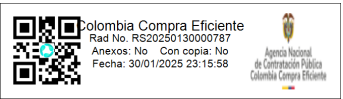 Colombia Compra Eficiente
Rad No. RS20250130000787
Anexos: No Con copia: No
Fecha: 30/01/2025 23:15:58
Agencia Nacional
de Contratación Pública
Colombia Compra Eficiente